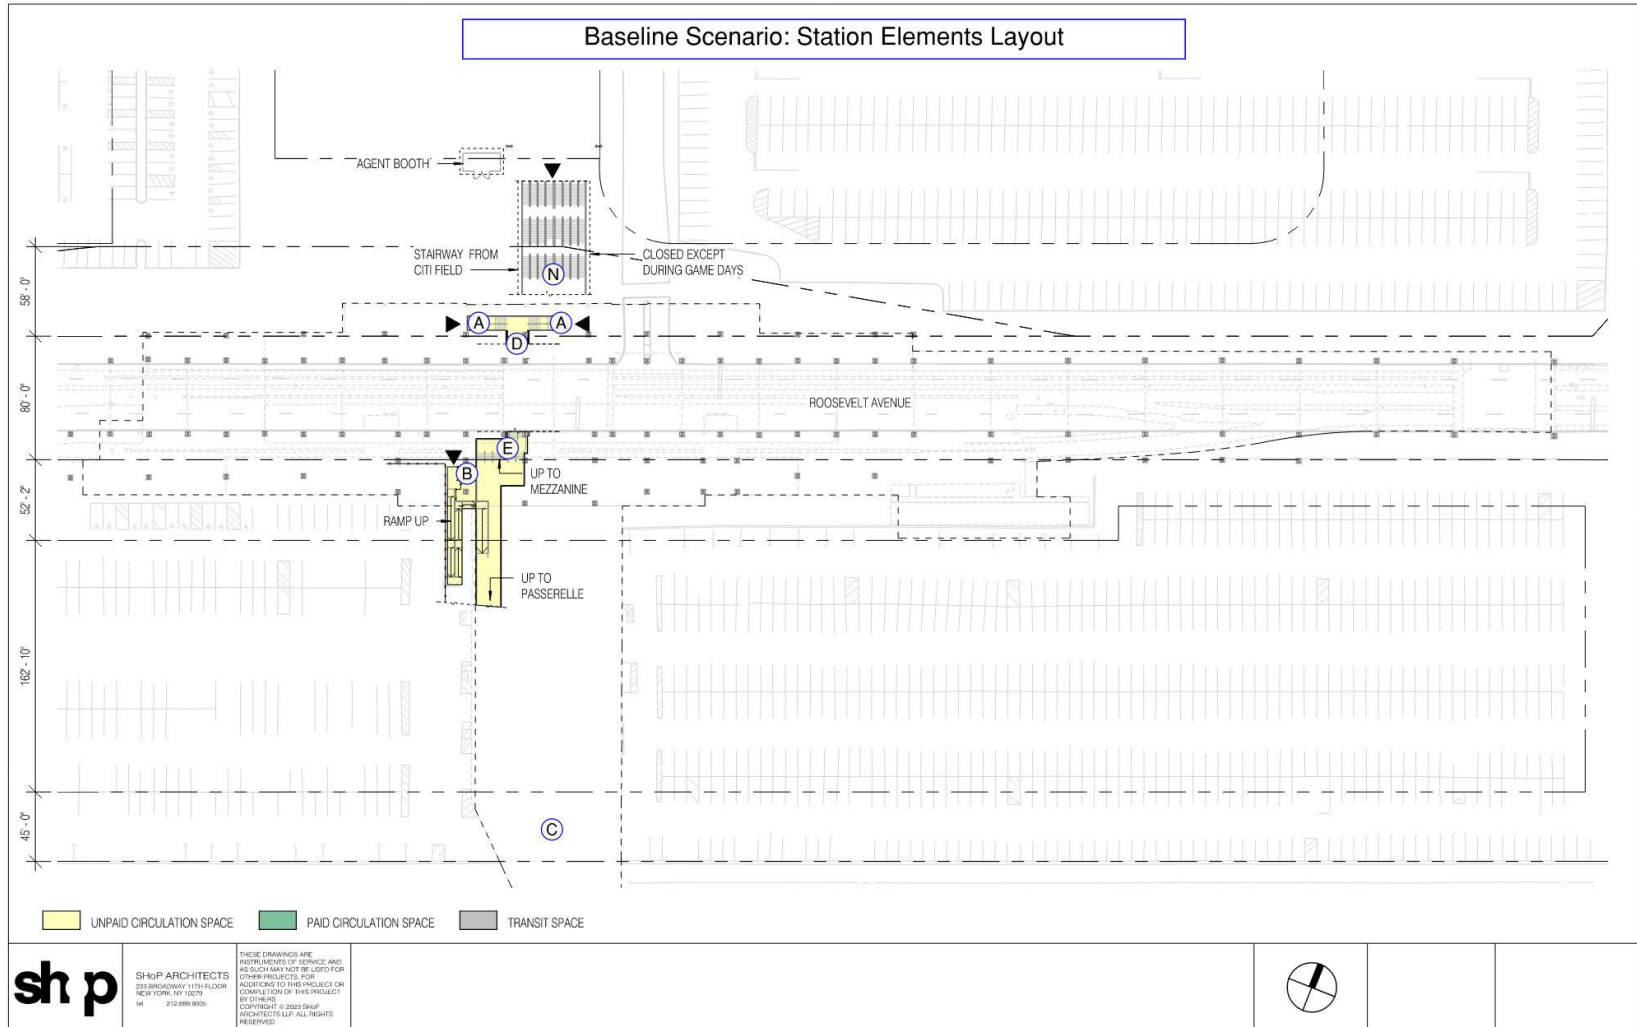 Baseline Scenario: Station Elements Layout
AGENT BOOTH
STAIRWAY FROM
CITI FIELD
CLOSED EXCEPT
DURING GAME DAYS
N
58' - 0"
A
A
D
80' - 0"
ROOSEVELT AVENUE
E
B
UP TO
MEZZANINE
52' - 2"
RAMP UP
UP TO
PASSERELLE
162' - 10"
45' - 0"
C
UNPAID CIRCULATION SPACE
PAID CIRCULATION SPACE
TRANSIT SPACE
shop
SHoP ARCHITECTS
233 BROADWAY 11TH FLOOR
NEW YORK, NY 10279
tel 212.889.9005
THESE DRAWINGS ARE
INSTRUMENTS OF SERVICE AND
AS SUCH MAY NOT BE USED FOR
OTHER PROJECTS, FOR
ADDITIONS TO THIS PROJECT OR
COMPLETION OF THIS PROJECT
BY OTHERS
COPYRIGHT © 2023 SHoP
ARCHITECTS LLP. ALL RIGHTS
RESERVED.